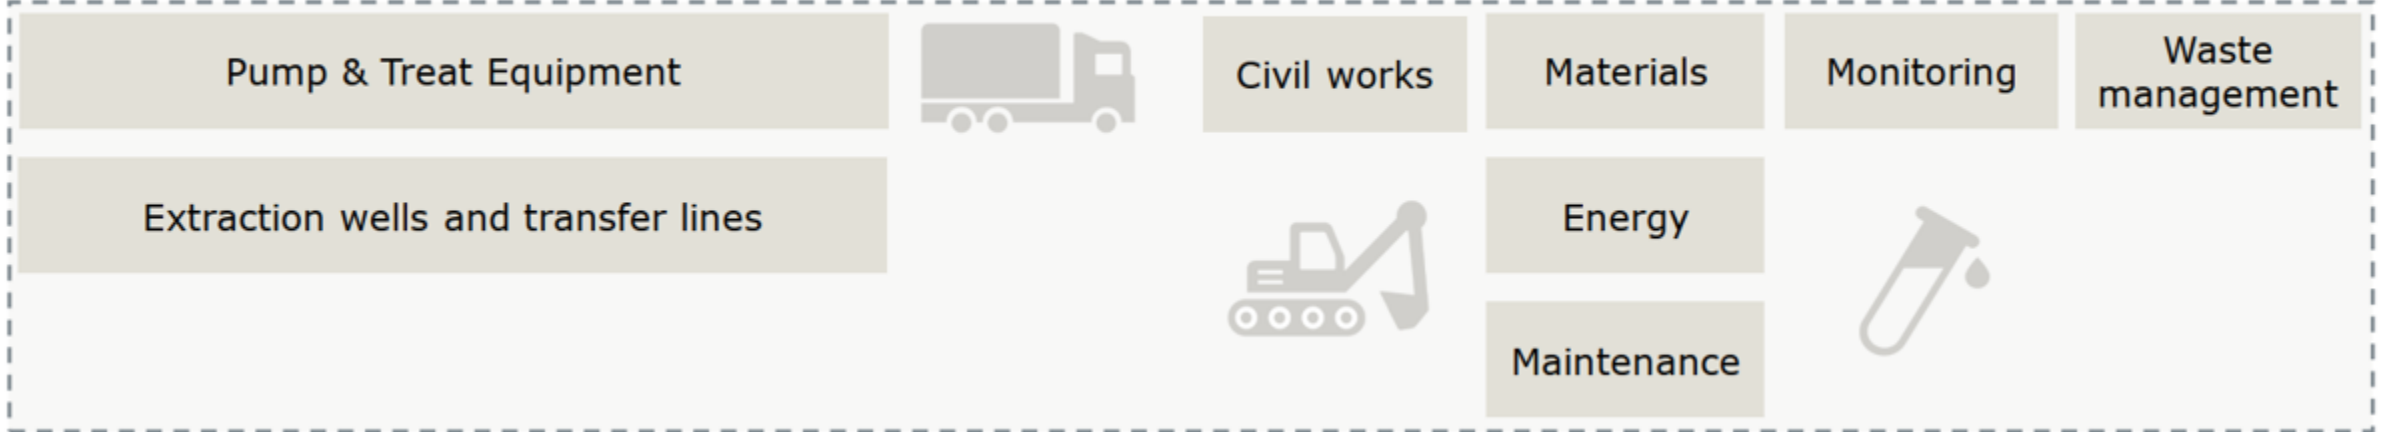 Pump & Treat Equipment
Civil works
Materials
Monitoring
Waste
management
Extraction wells and transfer lines
Energy
Maintenance